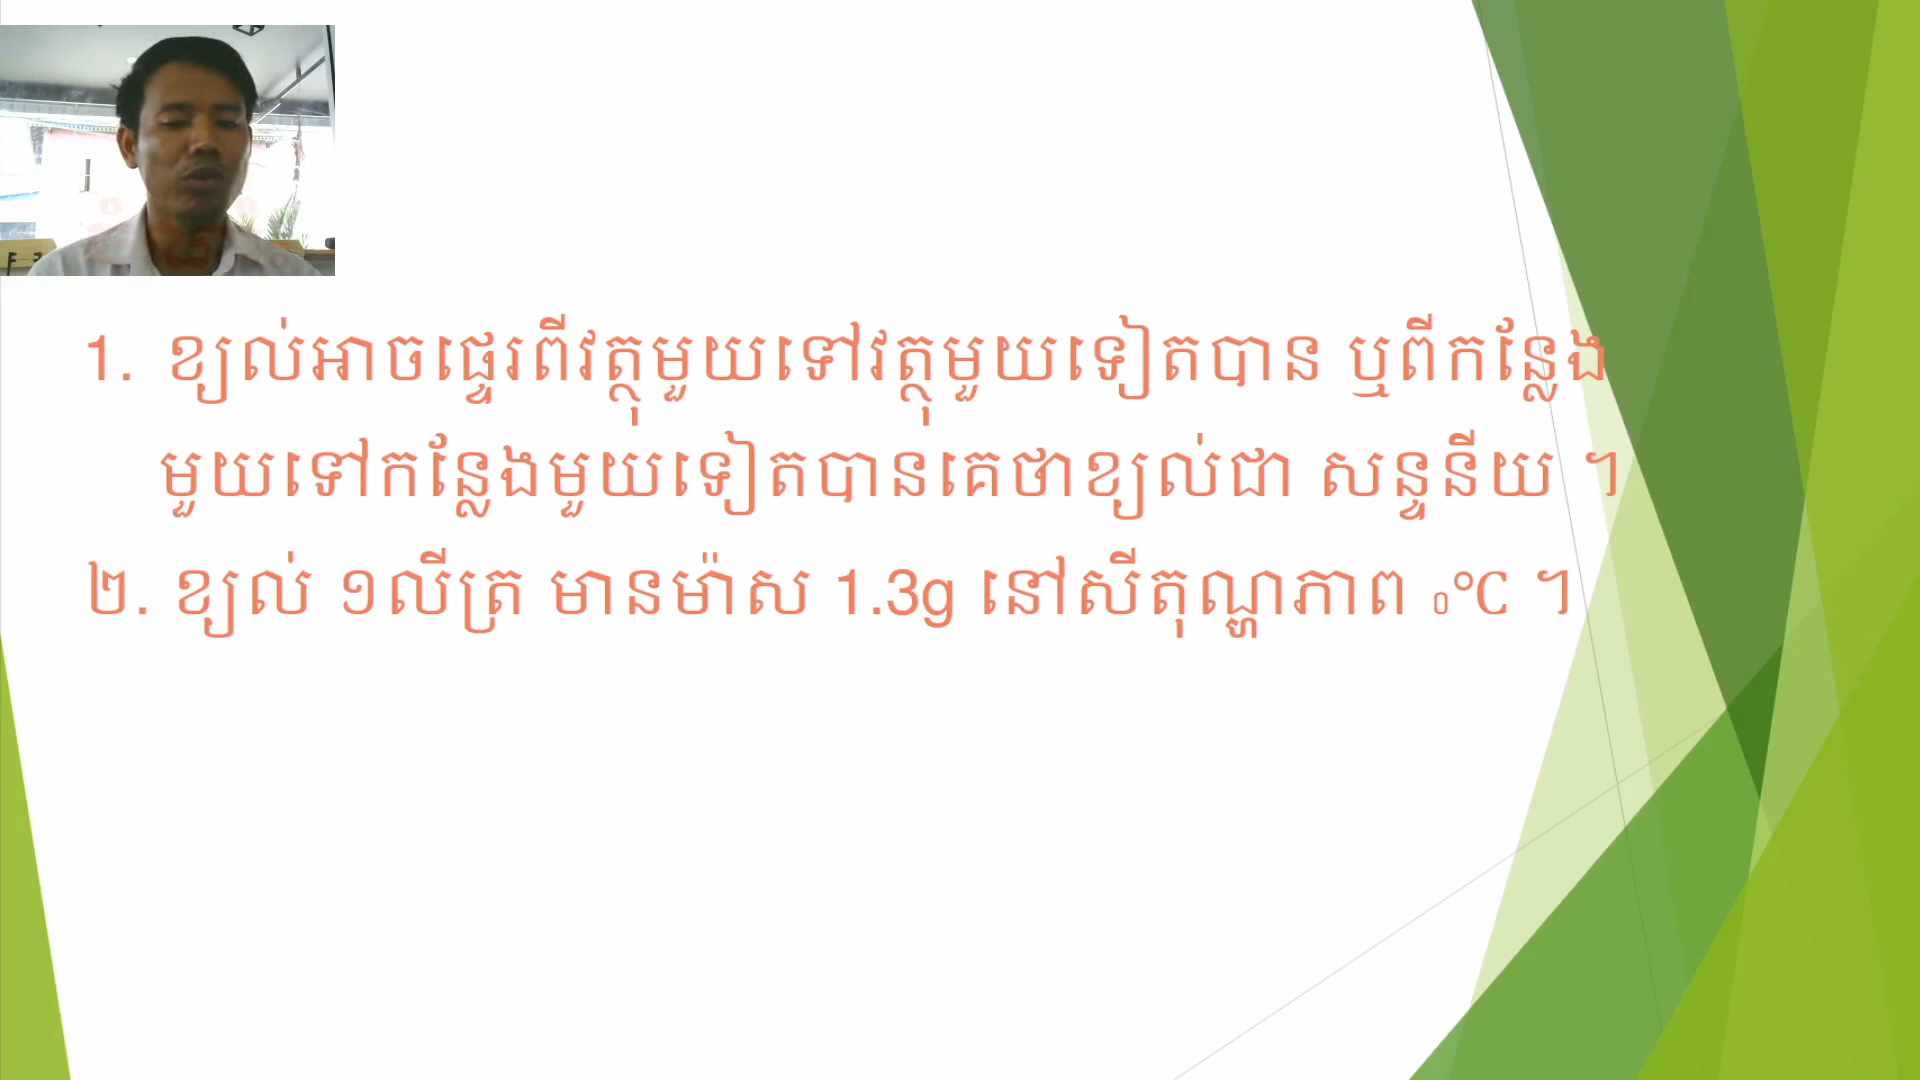 1. ខ្យល់អាចផ្ទេរពីវត្ថុមួយទៅវត្ថុមួយទៀតបាន ឬពីកន្លែង
មួយទៅកន្លែងមួយទៀតបានគេថាខ្យល់ជា សន្ទនីយ ។
២. ខ្យល់ ១លីត្រ មានម៉ាស 1.3g នៅសីតុណ្ហភាព ០°C ។